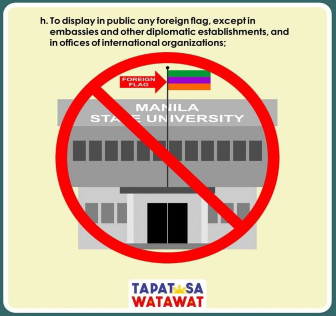 h. To display in public any foreign flag, except in
embassies and other diplomatic establishments, and
in offices of international organizations;
FOREIGN
FLAG
MANILA
STATE UNIVERSITY
TAPAT SA
WATAWAT